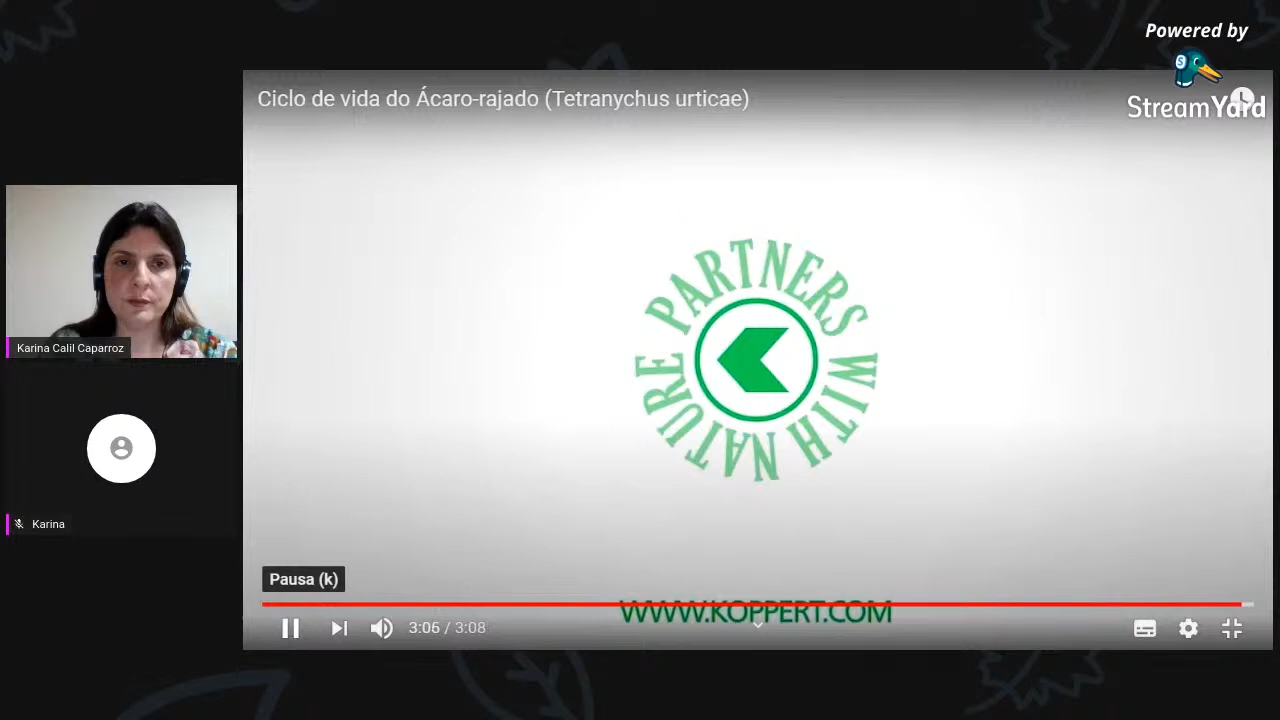 Powered by
StreamYard
Ciclo de vida do Ácaro-rajado (Tetranychus urticae)
PARTNERS WITH NATURE
Karina Calil Caparroz
Karina
Pausa (k)
WWW.KOPPERT.COM
3:06 / 3:08